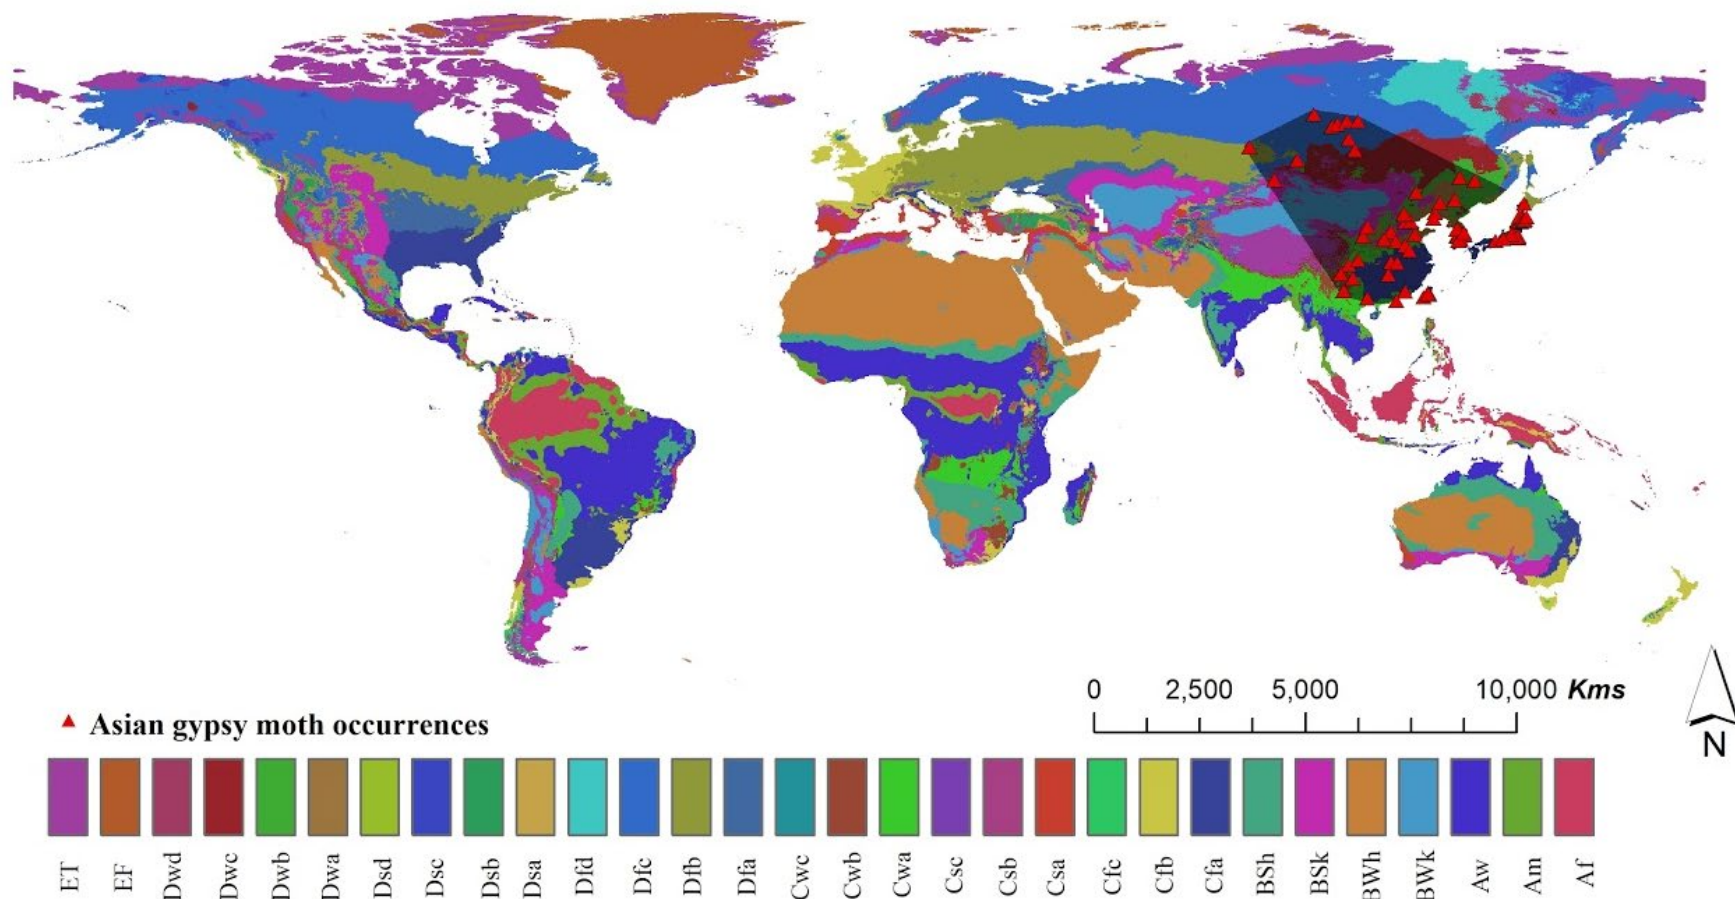 0 2,500 5,000 10,000 Kms
N
Asian gypsy moth occurrences
ET EF Dwd Dwc Dwb Dwa Dsd Dsc Dsb Dsa Dfd Dfc Dfb Dfa Cwc Cwb Cwa Csc Csb Csa Cfc Cfb Cfa BSh BSk BWh BWk Aw Am Af